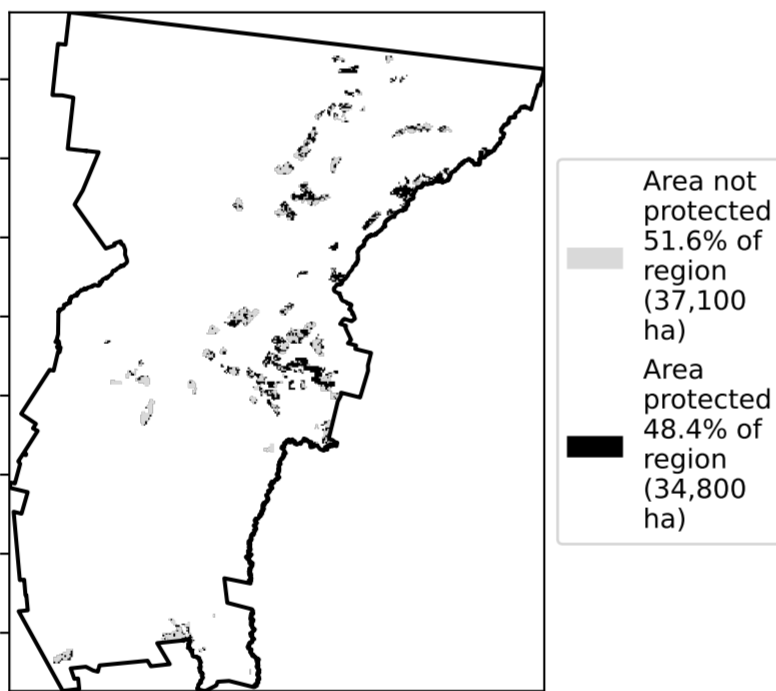 Area not
protected
51.6% of
region
(37,100
ha)
Area
protected
48.4% of
region
(34,800
ha)